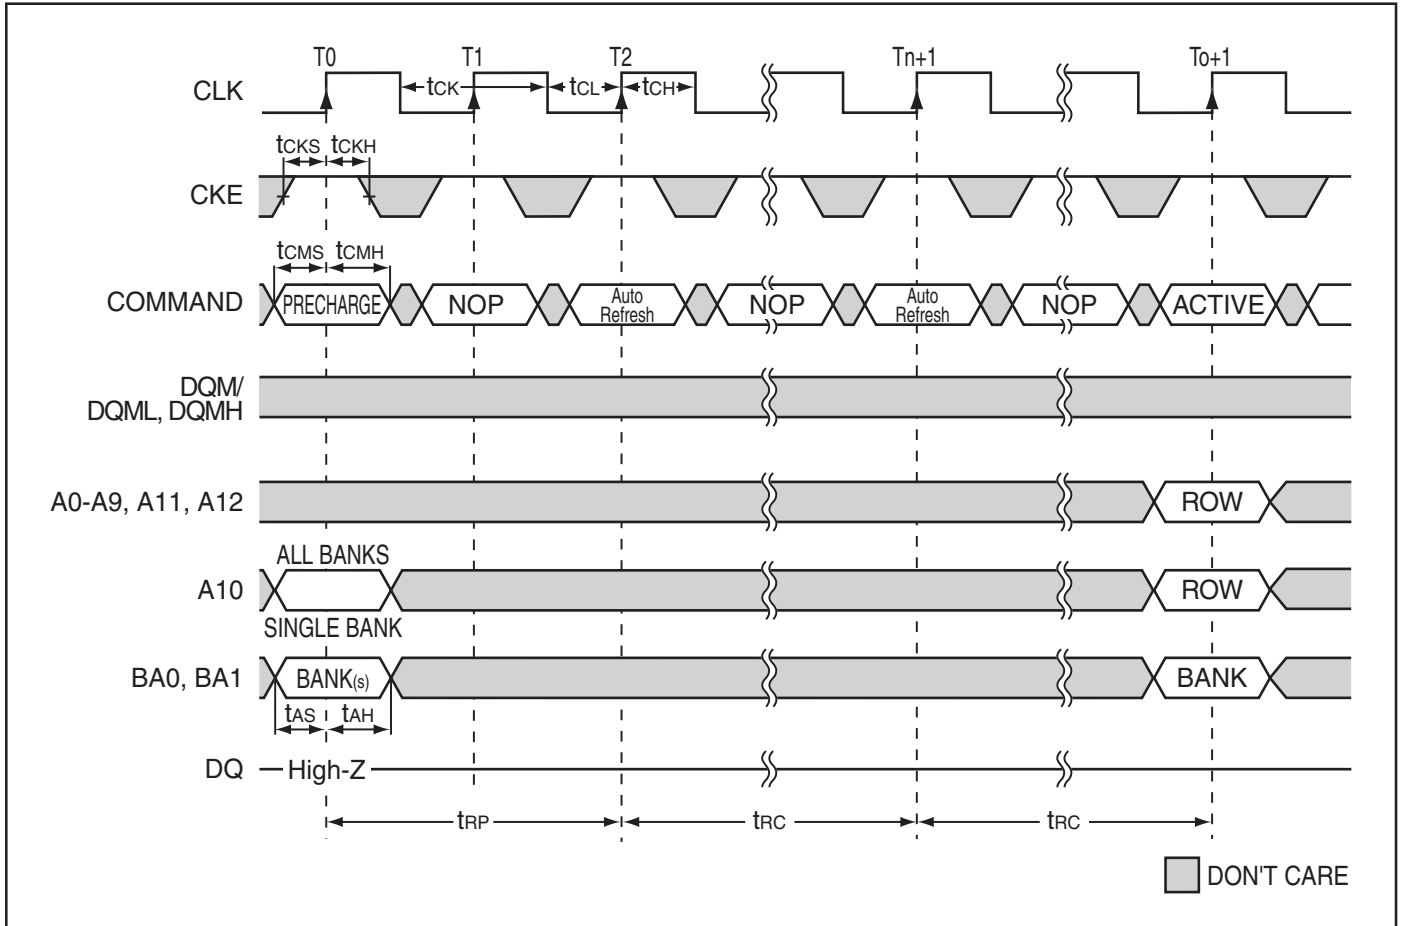 T0 T1 T2 Tn+1 To+1
CLK tCK tCL tCH
tCKS tCKH
CKE
tCMS tCMH
COMMAND PRECHARGE NOP Auto Refresh NOP Auto Refresh NOP ACTIVE
DQM/
DQML, DQMH
A0-A9, A11, A12 ROW
ALL BANKS
A10 ROW
SINGLE BANK
BA0, BA1 BANK(s) BANK
tAS tAH
DQ High-Z
tRP tRC tRC
DON'T CARE